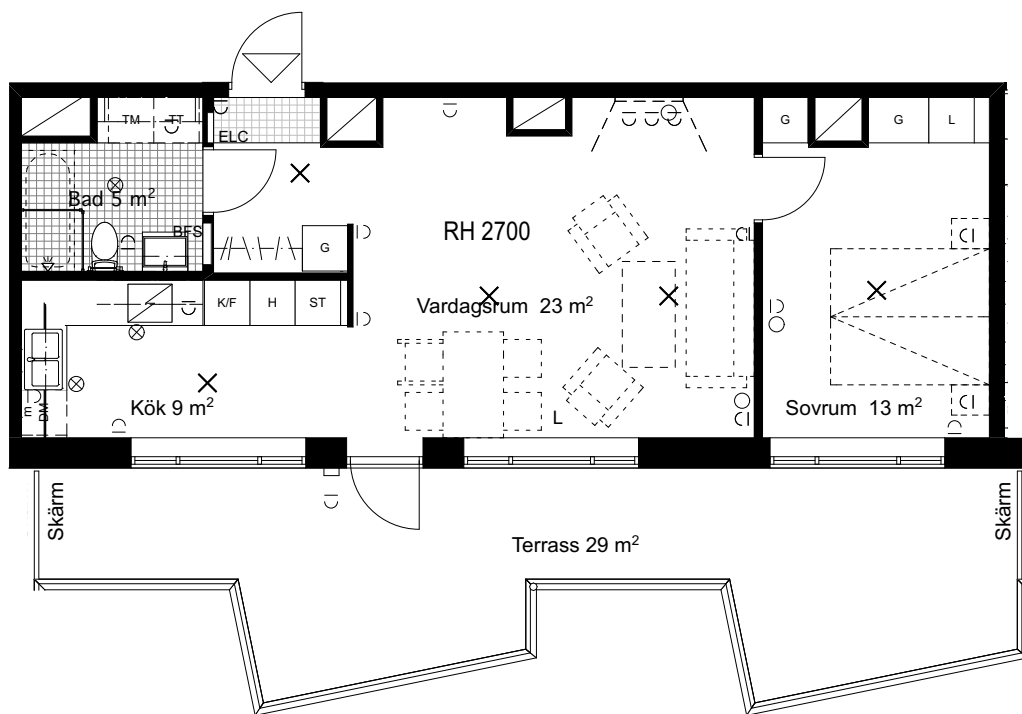 TM
TT
ELC
G
G
L
Bad 5 m²
BFS
G
RH 2700
K/F
H
ST
Vardagsrum 23 m²
Kök 9 m²
DM
E
L
Sovrum 13 m²
Skärm
Terrass 29 m²
Skärm